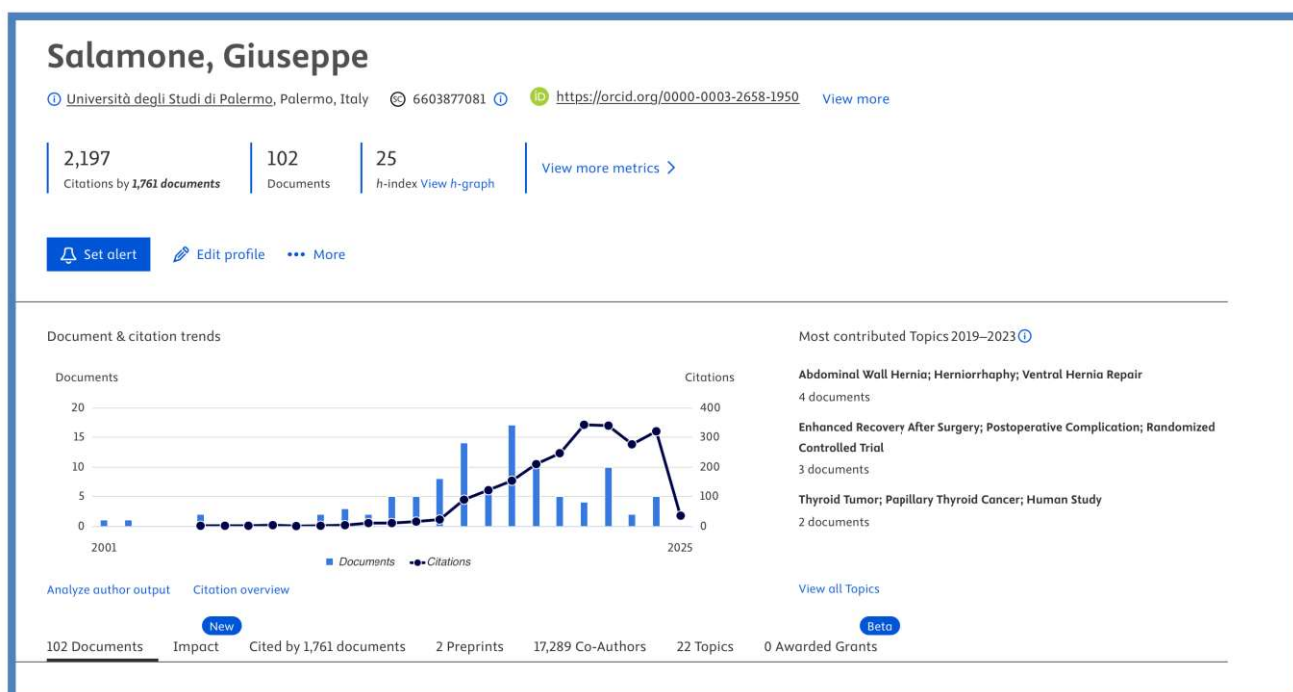 Salamone, Giuseppe
Università degli Studi di Palermo, Palermo, Italy SC 6603877081 iD https://orcid.org/0000-0003-2658-1950 View more
2,197 102 25 View more metrics
Citations by 1,761 documents Documents h-index View h-graph
Set alert Edit profile More
Document & citation trends
Documents Citations
20 400
15 300
10 200
5 100
0 0
2001 2025
Documents Citations
Analyze author output Citation overview
Most contributed Topics 2019–2023
Abdominal Wall Hernia; Herniorrhaphy; Ventral Hernia Repair
4 documents
Enhanced Recovery After Surgery; Postoperative Complication; Randomized
Controlled Trial
3 documents
Thyroid Tumor; Papillary Thyroid Cancer; Human Study
2 documents
View all Topics
New Beta
102 Documents Impact Cited by 1,761 documents 2 Preprints 17,289 Co-Authors 22 Topics 0 Awarded Grants